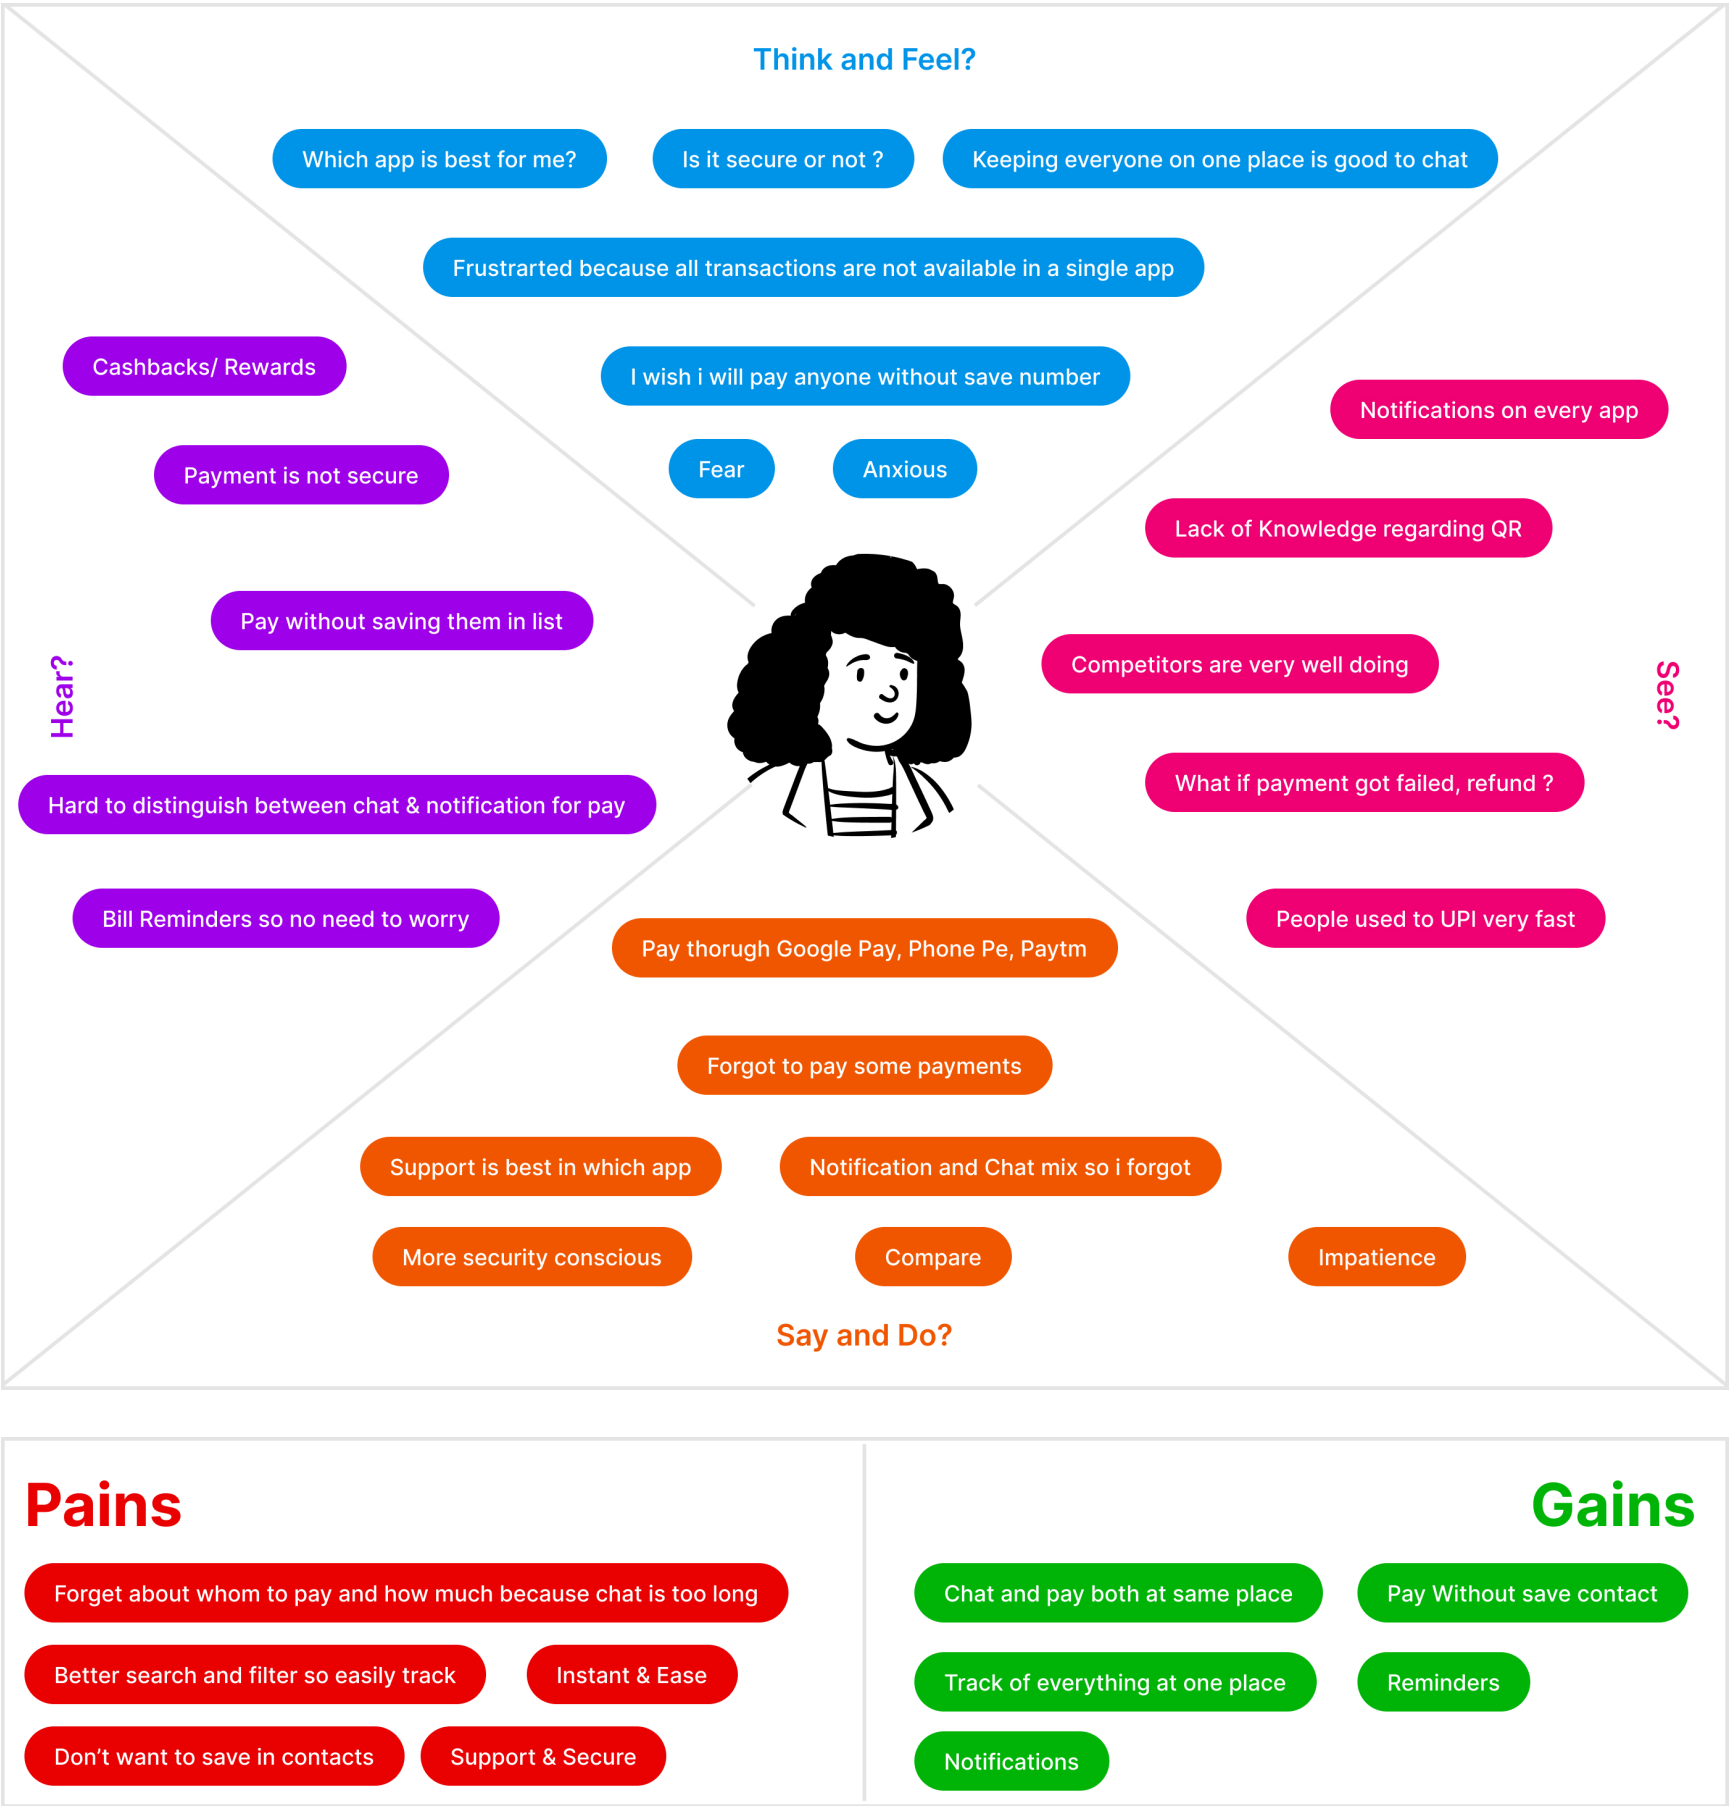 Think and Feel?
Which app is best for me?
Is it secure or not ?
Keeping everyone on one place is good to chat
Frustrarted because all transactions are not available in a single app
I wish i will pay anyone without save number
Fear
Anxious
Hear?
Cashbacks/ Rewards
Payment is not secure
Pay without saving them in list
Hard to distinguish between chat & notification for pay
Bill Reminders so no need to worry
See?
Notifications on every app
Lack of Knowledge regarding QR
Competitors are very well doing
What if payment got failed, refund ?
People used to UPI very fast
Pay thorugh Google Pay, Phone Pe, Paytm
Forgot to pay some payments
Support is best in which app
Notification and Chat mix so i forgot
More security conscious
Compare
Impatience
Say and Do?
Pains
Forget about whom to pay and how much because chat is too long
Better search and filter so easily track
Instant & Ease
Don’t want to save in contacts
Support & Secure
Gains
Chat and pay both at same place
Pay Without save contact
Track of everything at one place
Reminders
Notifications